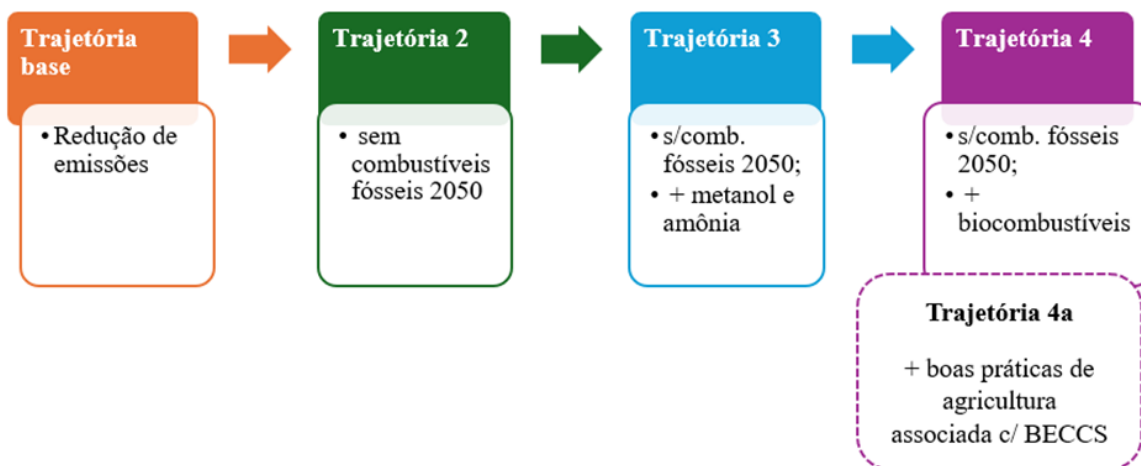 Trajetória
base
• Redução de
emissões
Trajetória 2
• sem
combustíveis
fósseis 2050
Trajetória 3
• s/comb.
fósseis 2050;
• + metanol e
amônia
Trajetória 4
• s/comb. fósseis
2050;
• +
biocombustíveis
Trajetória 4a
+ boas práticas de
agricultura
associada c/ BECCS